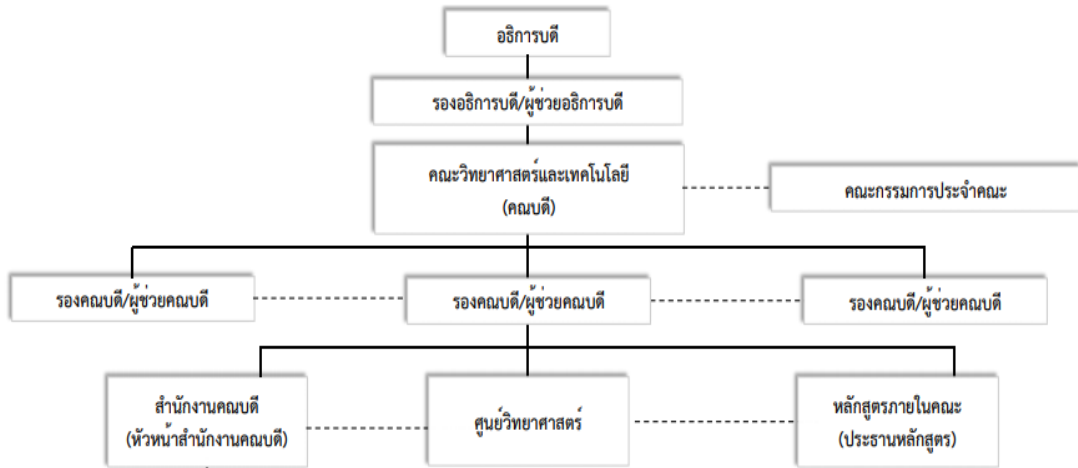 อธิการบดี
รองอธิการบดี/ผู้ช่วยอธิการบดี
คณะวิทยาศาสตร์และเทคโนโลยี
(คณบดี)
คณะกรรมการประจำคณะ
รองคณบดี/ผู้ช่วยคณบดี
รองคณบดี/ผู้ช่วยคณบดี
รองคณบดี/ผู้ช่วยคณบดี
สำนักงานคณบดี
(หัวหน้าสำนักงานคณบดี)
ศูนย์วิทยาศาสตร์
หลักสูตรภายในคณะ
(ประธานหลักสูตร)